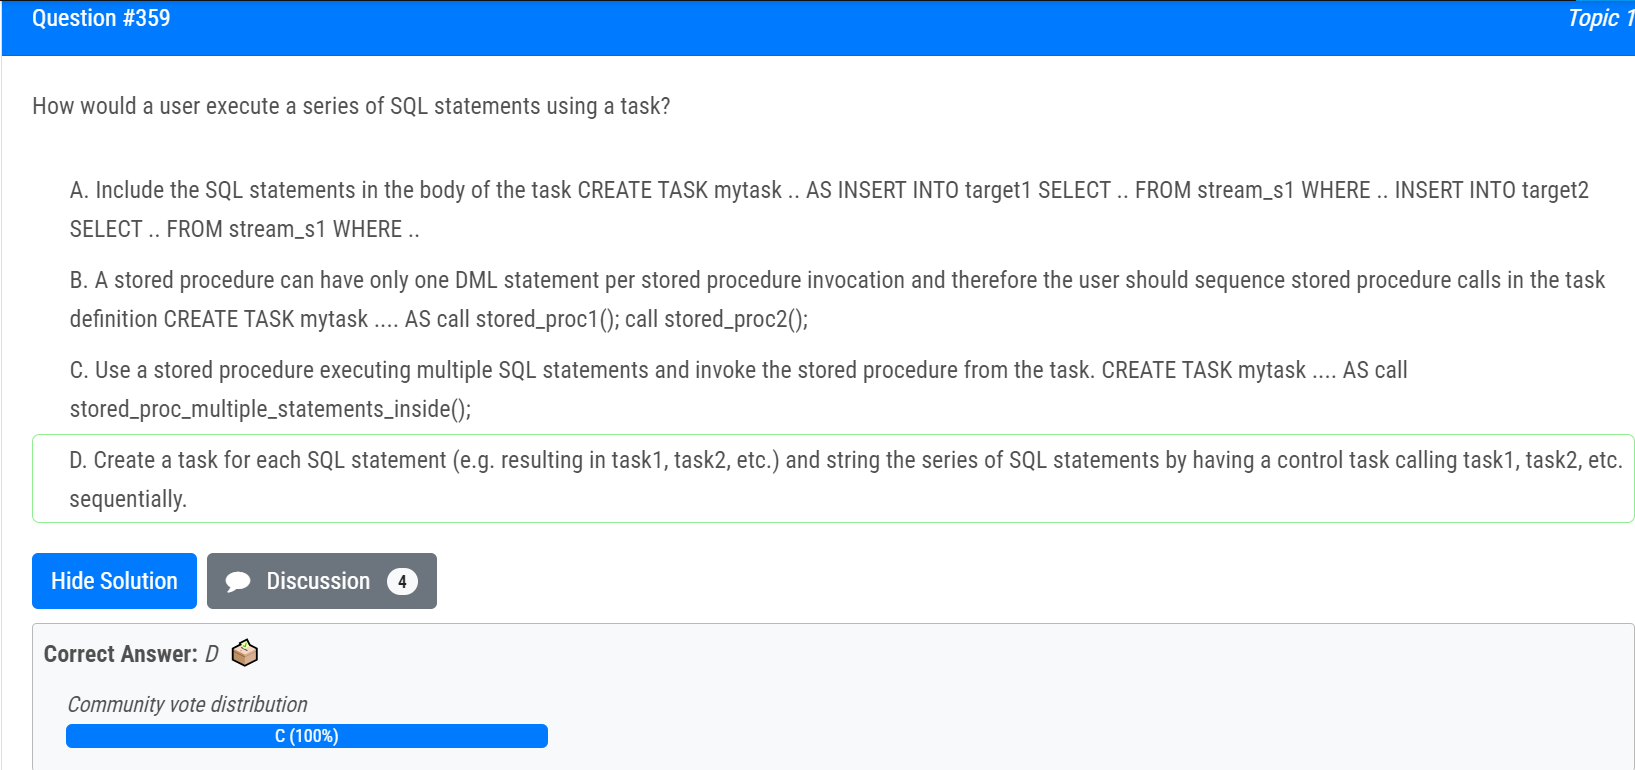 Question #359
Topic 1
How would a user execute a series of SQL statements using a task?
A. Include the SQL statements in the body of the task CREATE TASK mytask .. AS INSERT INTO target1 SELECT .. FROM stream_s1 WHERE .. INSERT INTO target2
SELECT .. FROM stream_s1 WHERE ..
B. A stored procedure can have only one DML statement per stored procedure invocation and therefore the user should sequence stored procedure calls in the task
definition CREATE TASK mytask .... AS call stored_proc1(); call stored_proc2();
C. Use a stored procedure executing multiple SQL statements and invoke the stored procedure from the task. CREATE TASK mytask .... AS call
stored_proc_multiple_statements_inside();
D. Create a task for each SQL statement (e.g. resulting in task1, task2, etc.) and string the series of SQL statements by having a control task calling task1, task2, etc.
sequentially.
Hide Solution
Discussion 4
Correct Answer: D
Community vote distribution
C (100%)